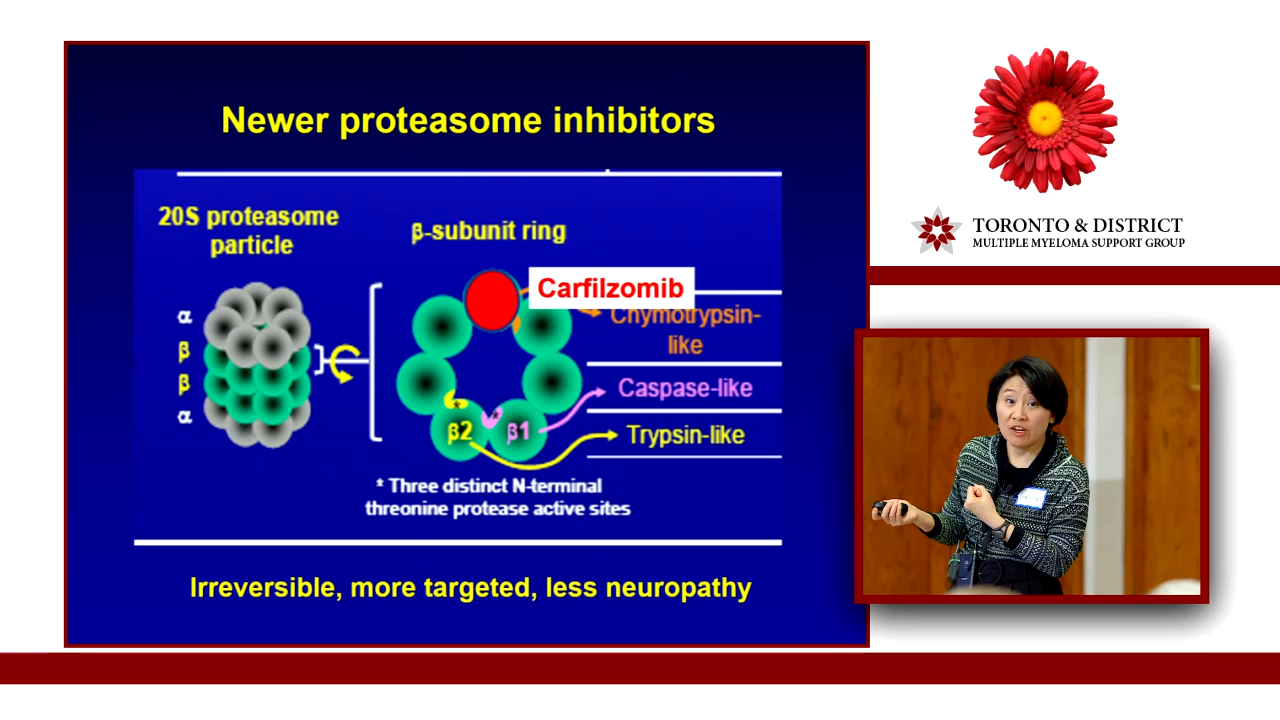 Newer proteasome inhibitors
20S proteasome
particle
β-subunit ring
Carfilzomib
α
β
β
α
Chymotrypsin-
like
Caspase-like
β2
β1
Trypsin-like
* Three distinct N-terminal
threonine protease active sites
Irreversible, more targeted, less neuropathy
TORONTO & DISTRICT
MULTIPLE MYELOMA SUPPORT GROUP